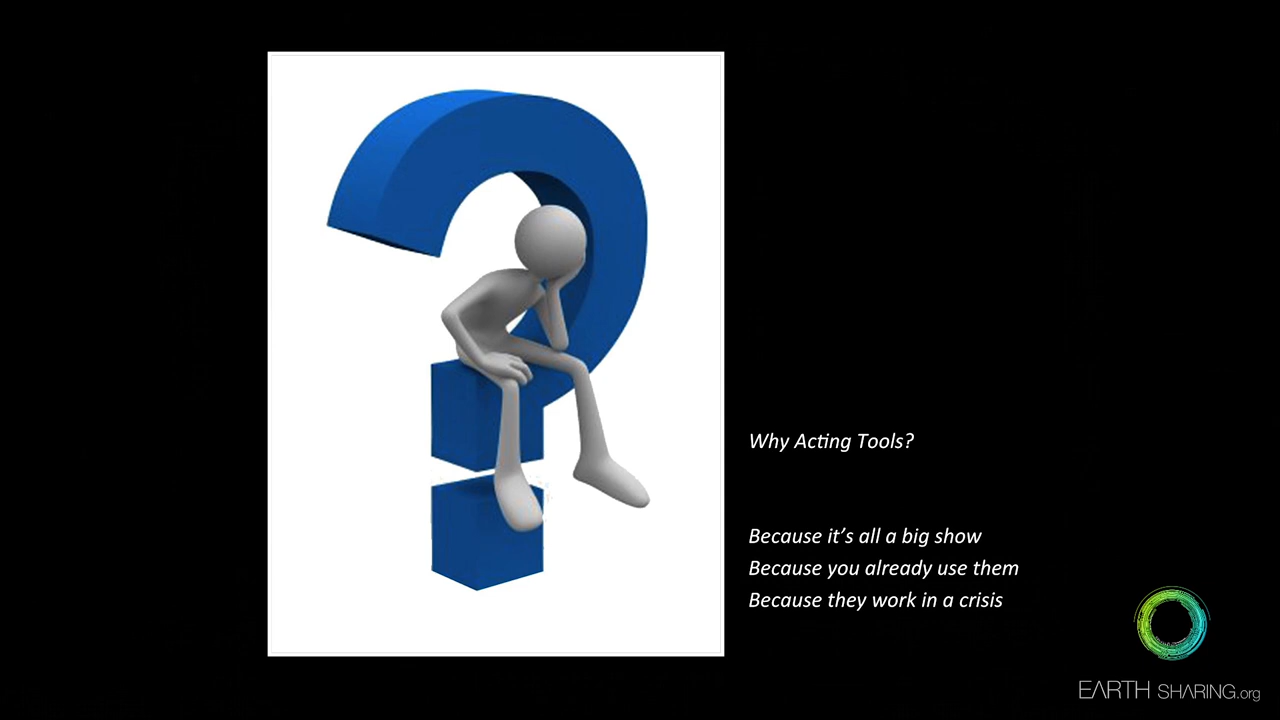 Why Acting Tools?
Because it's all a big show
Because you already use them
Because they work in a crisis
EARTH SHARING.org